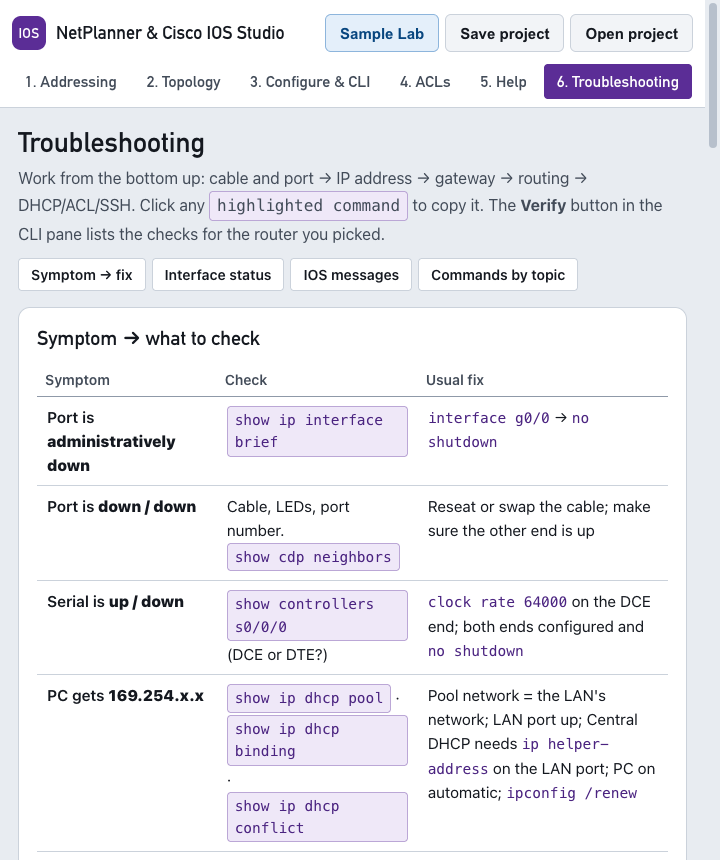 IOS NetPlanner & Cisco IOS Studio Sample Lab Save project Open project
1. Addressing 2. Topology 3. Configure & CLI 4. ACLs 5. Help 6. Troubleshooting
Troubleshooting
Work from the bottom up: cable and port → IP address → gateway → routing →
DHCP/ACL/SSH. Click any highlighted command to copy it. The Verify button in the
CLI pane lists the checks for the router you picked.
Symptom → fix Interface status IOS messages Commands by topic
Symptom → what to check
Symptom Check Usual fix
Port is
administratively
down
show ip interface
brief
interface g0/0 → no
shutdown
Port is down / down
Cable, LEDs, port
number.
show cdp neighbors
Reseat or swap the cable; make
sure the other end is up
Serial is up / down
show controllers
s0/0/0
(DCE or DTE?)
clock rate 64000 on the DCE
end; both ends configured and
no shutdown
PC gets 169.254.x.x
show ip dhcp pool ·
show ip dhcp
binding
·
show ip dhcp
conflict
Pool network = the LAN's
network; LAN port up; Central
DHCP needs ip helper-
address on the LAN port; PC on
automatic; ipconfig /renew